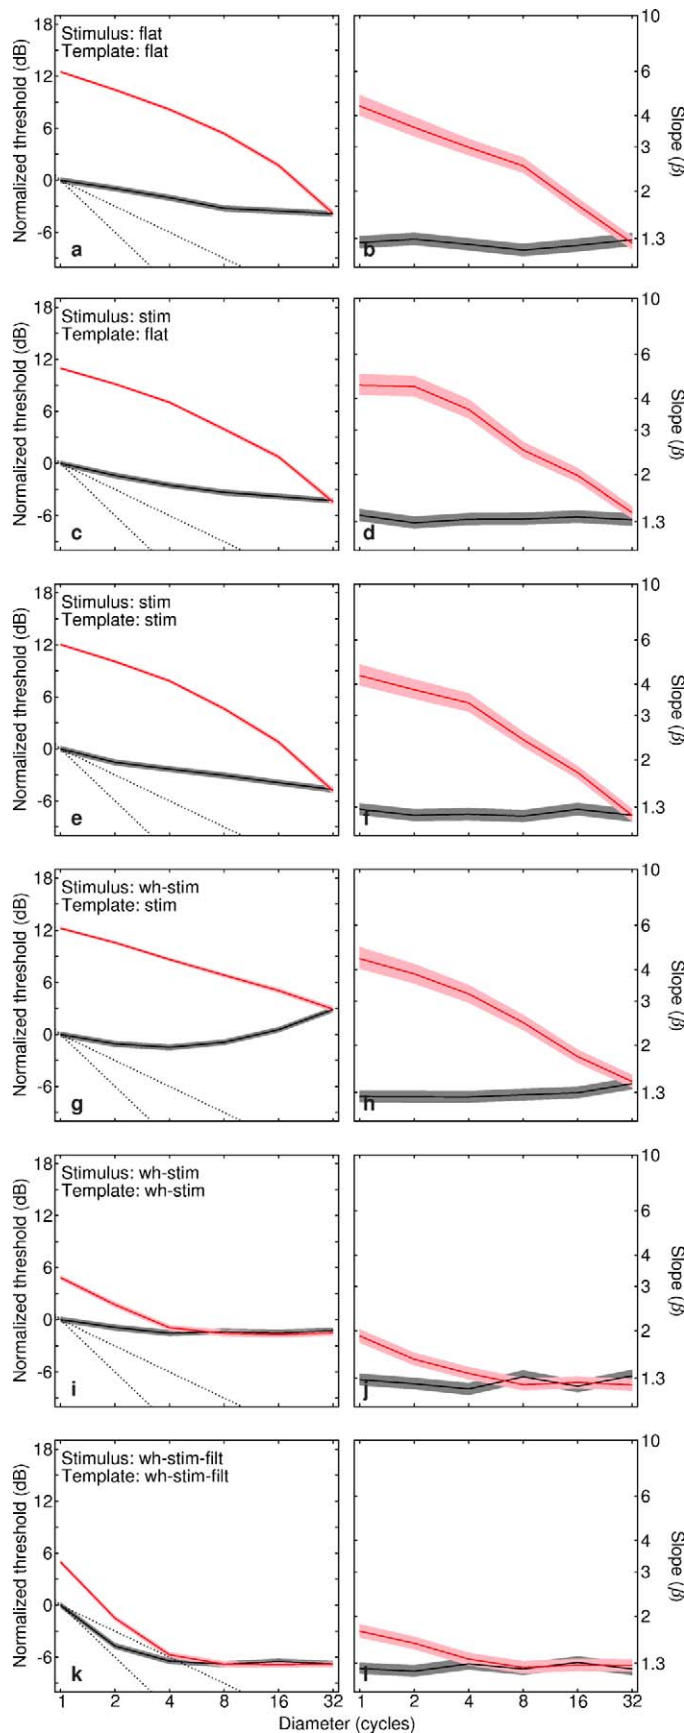 18
12
6
0
-6
Normalized threshold (dB)
Stimulus: flat
Template: flat
a
10
6
4
3
2
1.3
Slope (β)
b
18
12
6
0
-6
Normalized threshold (dB)
Stimulus: stim
Template: flat
c
10
6
4
3
2
1.3
Slope (β)
d
18
12
6
0
-6
Normalized threshold (dB)
Stimulus: stim
Template: stim
e
10
6
4
3
2
1.3
Slope (β)
f
18
12
6
0
-6
Normalized threshold (dB)
Stimulus: wh-stim
Template: stim
g
10
6
4
3
2
1.3
Slope (β)
h
18
12
6
0
-6
Normalized threshold (dB)
Stimulus: wh-stim
Template: wh-stim
i
10
6
4
3
2
1.3
Slope (β)
j
18
12
6
0
-6
Normalized threshold (dB)
Stimulus: wh-stim-filt
Template: wh-stim-filt
k
10
6
4
3
2
1.3
Slope (β)
l
1 2 4 8 16 32
1 2 4 8 16 32
Diameter (cycles)